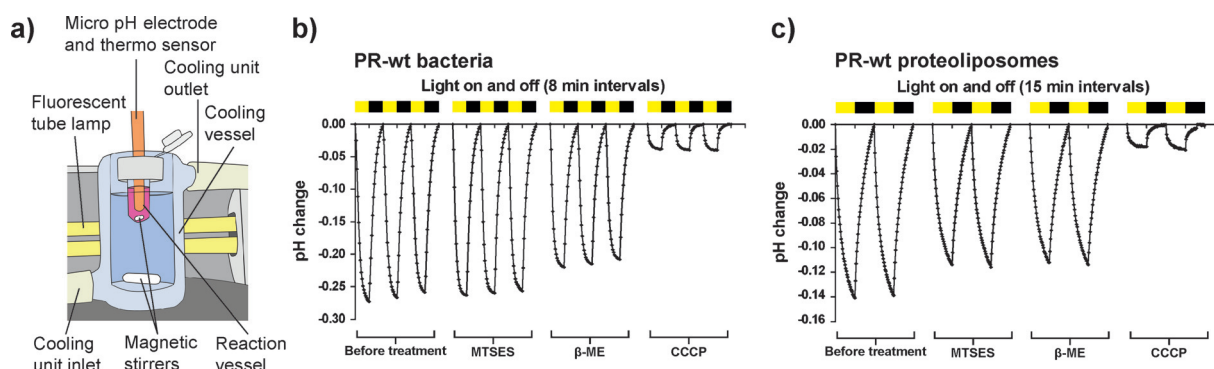 a)
Micro pH electrode
and thermo sensor
Cooling unit
outlet
Fluorescent
tube lamp
Cooling
vessel
Cooling
unit inlet
Magnetic
stirrers
Reaction
vessel
b)
PR-wt bacteria
Light on and off (8 min intervals)
pH change
0.00
-0.05
-0.10
-0.15
-0.20
-0.25
-0.30
Before treatment
MTSES
β-ME
CCCP
c)
PR-wt proteoliposomes
Light on and off (15 min intervals)
pH change
0.00
-0.02
-0.04
-0.06
-0.08
-0.10
-0.12
-0.14
-0.16
Before treatment
MTSES
β-ME
CCCP